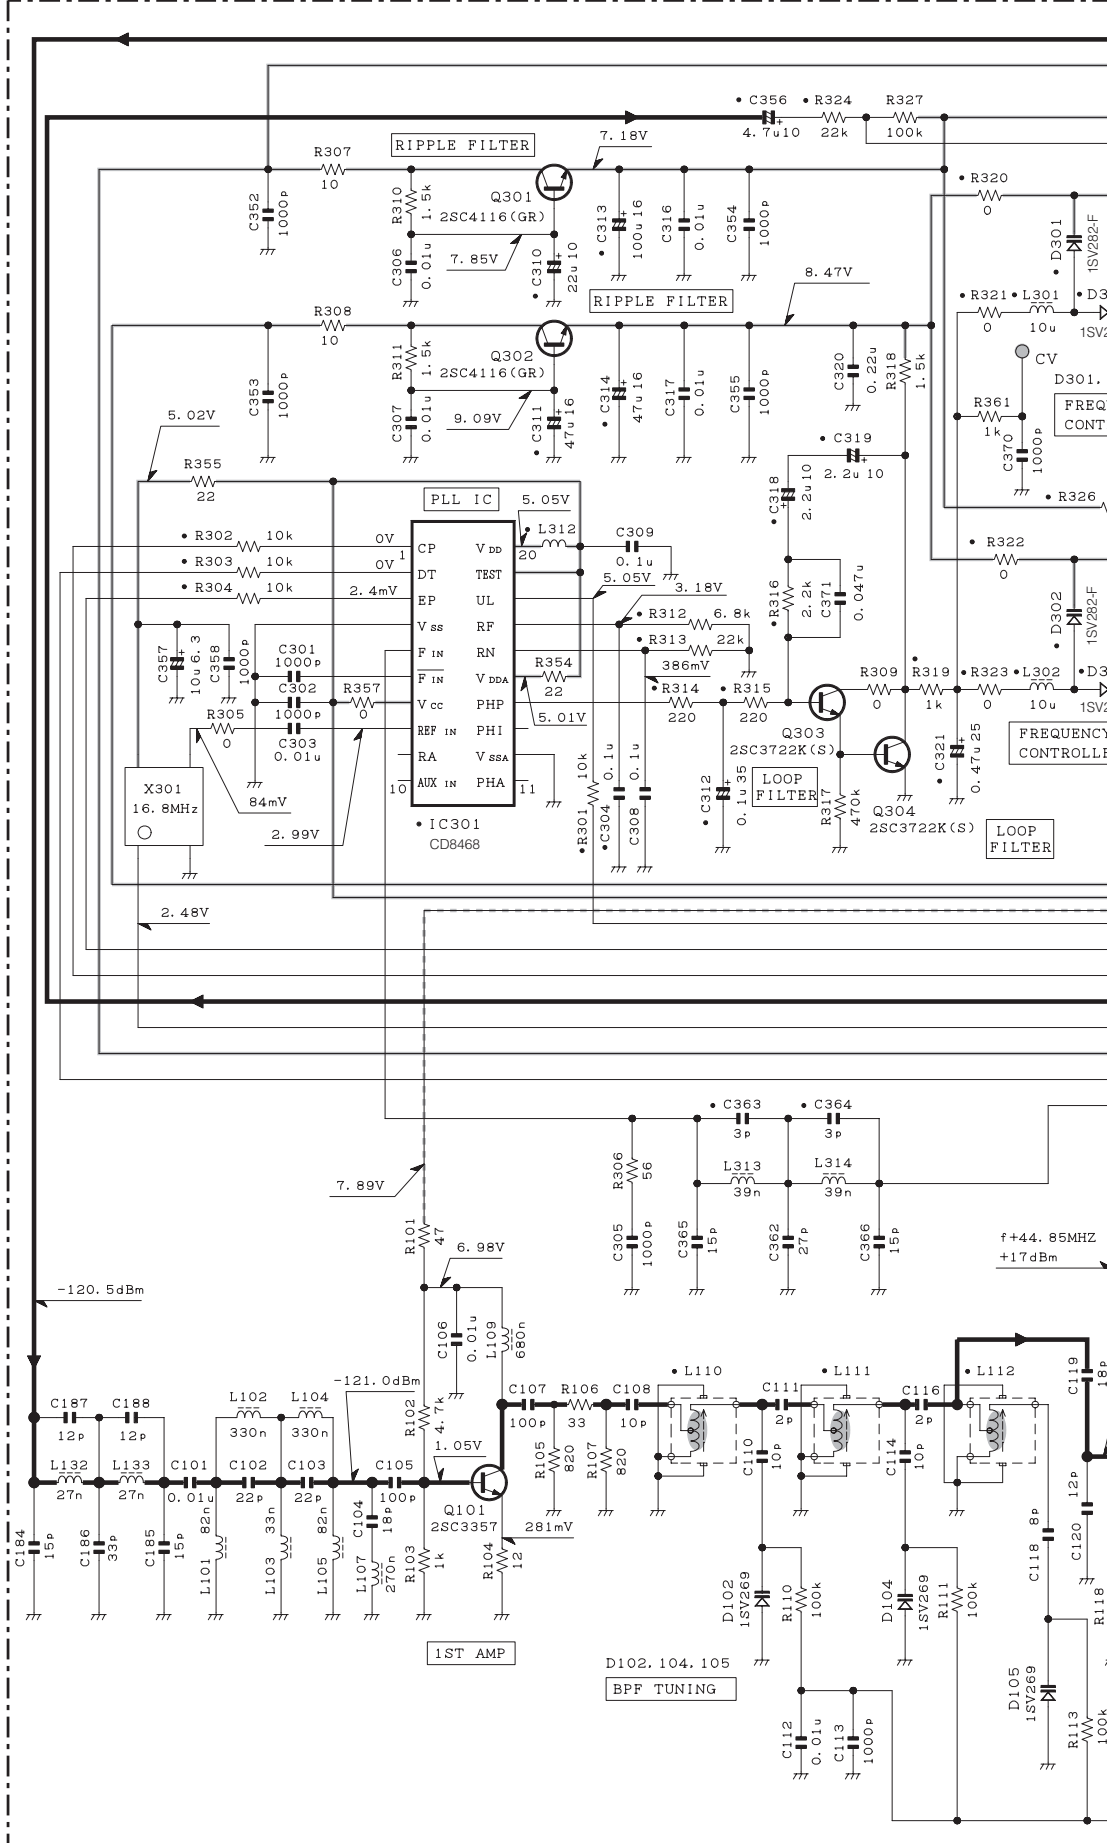 • C356
4.7u10
• R324
22k
R327
100k
RIPPLE FILTER
7.18V
R307
10
C352
1000p
R310
1.5k
Q301
2SC4116(GR)
C306
0.01u
7.85V
• C310
22u10
• C313
100u16
C316
0.01u
C354
1000p
• R320
0
• D301
1SV282-F
RIPPLE FILTER
8.47V
• R321
0
• L301
10u
• D3
1SV2
R308
10
C353
1000p
R311
1.5k
Q302
2SC4116(GR)
C307
0.01u
9.09V
• C311
47u16
• C314
47u16
C317
0.01u
C355
1000p
C320
0.22u
R318
1.5k
CV
D301,
FREQU
CONT
R361
1k
C370
1000p
5.02V
R355
22
PLL IC
5.05V
• C319
2.2u10
• C318
2.2u10
• R326
• R302
10k
0V
• R303
10k
0V
• R304
10k
2.4mV
• L312
C309
0.1u
5.05V
3.18V
• R312
6.8k
• R313
22k
386mV
• R316
2.2k
C371
0.047u
• R322
0
• D302
1SV282-F
1
CP
DT
EP
V SS
F IN
F IN
V CC
REF IN
RA
10
AUX IN
20
V DD
TEST
UL
RF
RN
V DDA
PHP
PHI
V SSA
PHA
11
C357
10u6.3
C358
1000p
C301
1000p
C302
1000p
R357
0
R305
0
C303
0.01u
R354
22
5.01V
• R314
220
• R315
220
Q303
2SC3722K(S)
R309
0
• R319
1k
• R323
0
• L302
10u
• D3
1SV2
X301
16.8MHz
84mV
2.99V
• IC301
CD8468
• R301
10k
• C304
0.1u
C308
0.1u
• C312
0.1u35
LOOP
FILTER
R317
470k
Q304
2SC3722K(S)
• C321
0.47u25
FREQUENCY
CONTROLLE
LOOP
FILTER
2.48V
7.89V
• C363
3p
• C364
3p
R306
56
L313
39n
L314
39n
C305
1000p
C365
15p
C362
27p
C366
15p
f+44.85MHZ
+17dBm
R101
47
6.98V
-120.5dBm
C106
0.01u
L109
680n
-121.0dBm
C187
12p
C188
12p
L102
330n
L104
330n
R102
4.7k
C107
100p
R106
33
C108
10p
• L110
C111
2p
• L111
C116
2p
• L112
C119
18p
1.05V
R105
820
R107
820
C110
10p
C114
10p
L132
27n
L133
27n
C101
0.01u
C102
22p
C103
22p
C105
100p
Q101
2SC3357
281mV
C184
15p
C186
33p
C185
15p
L101
82n
L103
33n
L105
82n
C104
18p
L107
270n
R103
1k
R104
12
C118
8p
C120
12p
D102
1SV269
R110
100k
D104
1SV269
R111
100k
R118
1ST AMP
D102,104,105
BPF TUNING
D105
1SV269
R113
100k
C112
0.01u
C113
1000p